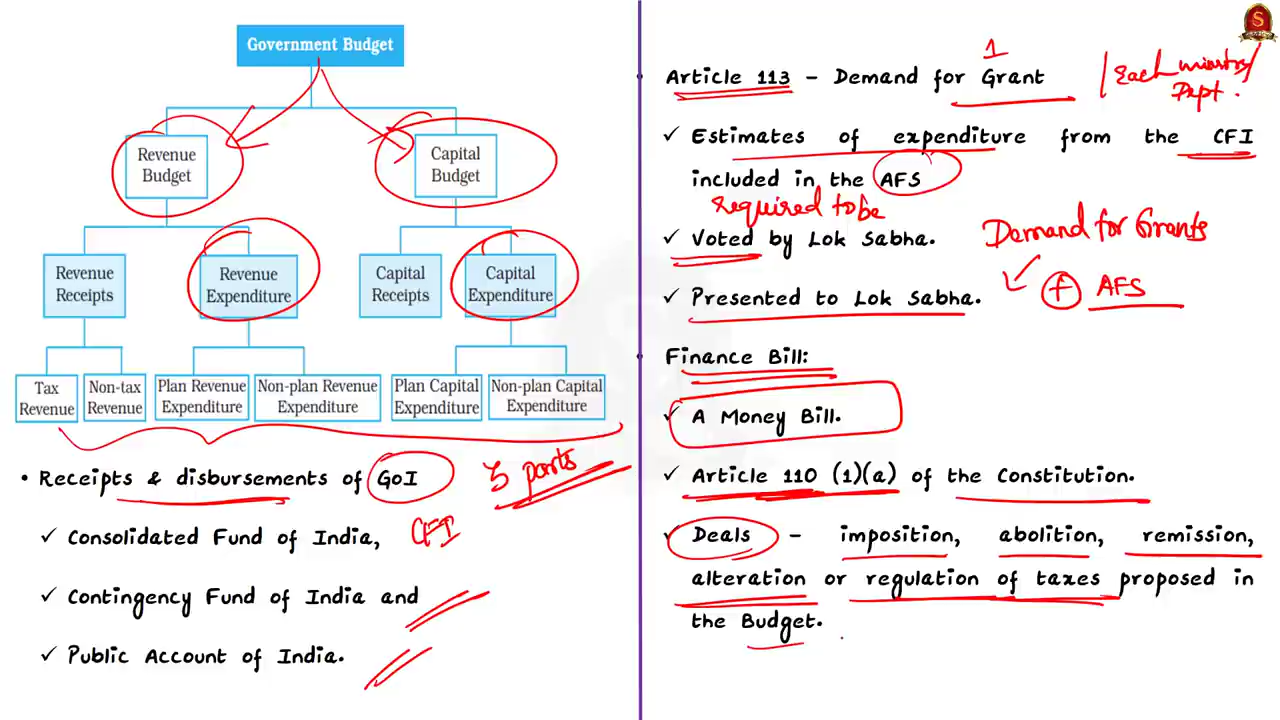 Government Budget
Revenue
Budget
Capital
Budget
Revenue
Receipts
Revenue
Expenditure
Capital
Receipts
Capital
Expenditure
Tax
Revenue
Non-tax
Revenue
Plan Revenue
Expenditure
Non-plan Revenue
Expenditure
Plan Capital
Expenditure
Non-plan Capital
Expenditure
• Receipts & disbursements of GoI
3 parts
✓ Consolidated Fund of India, CFI
✓ Contingency Fund of India and
✓ Public Account of India.
S
1
Article 113 – Demand for Grant
Each ministry/
Dept.
✓ Estimates of expenditure from the CFI
included in the AFS
required to be
✓ Voted by Lok Sabha.
Demand for Grants
✓ Presented to Lok Sabha.
+ AFS
Finance Bill:
✓ A Money Bill.
✓ Article 110 (1)(a) of the Constitution.
✓ Deals – imposition, abolition, remission,
alteration or regulation of taxes proposed in
the Budget.